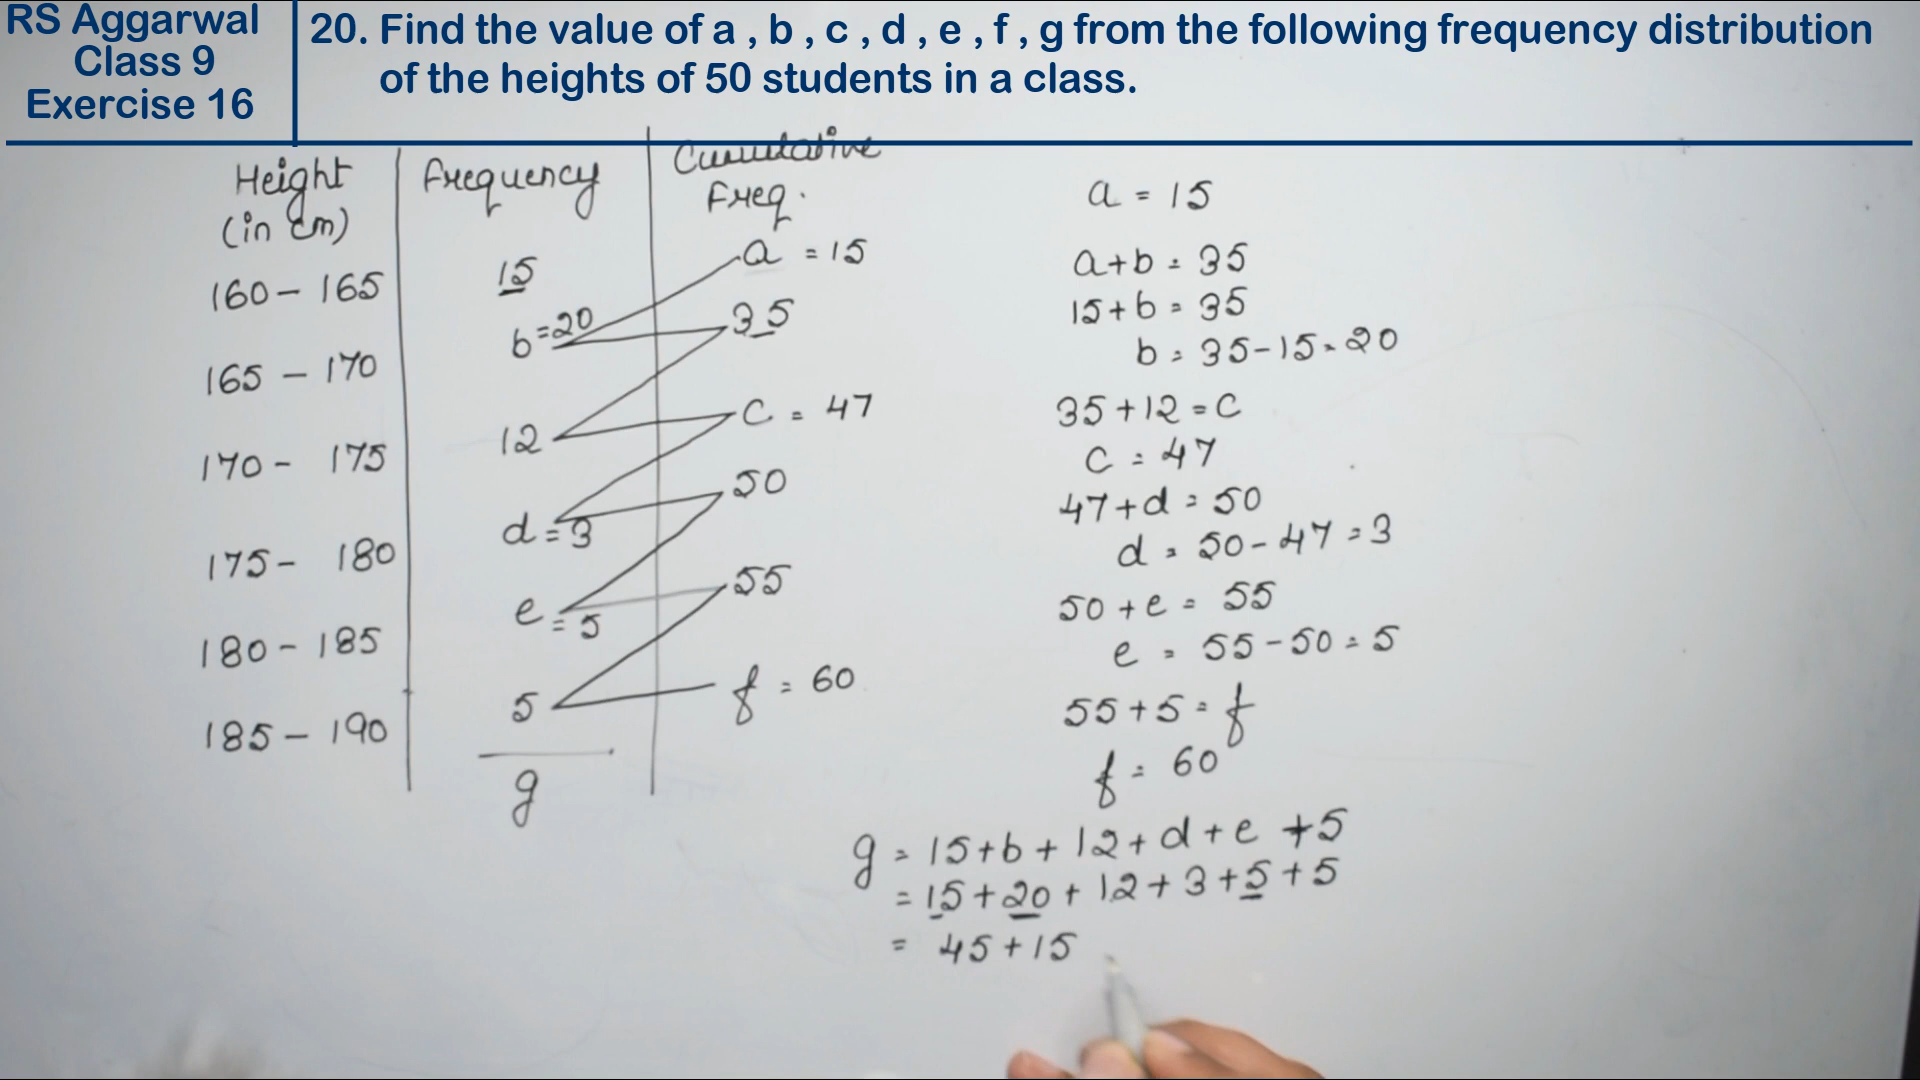 RS Aggarwal
Class 9
Exercise 16
20. Find the value of a , b , c , d , e , f , g from the following frequency distribution
of the heights of 50 students in a class.
Height
(in cm)
Frequency
Cumulative
Freq.
160 - 165
15
a = 15
165 - 170
b = 20
35
170 - 175
12
c = 47
175 - 180
d = 3
50
180 - 185
e = 5
55
185 - 190
5
f = 60
g
a = 15
a+b = 35
15+b = 35
b = 35-15=20
35+12=c
c = 47
47+d = 50
d = 50-47=3
50+e = 55
e = 55-50=5
55+5=f
f = 60
g = 15+b+12+d+e+5
= 15+20+12+3+5+5
= 45+15